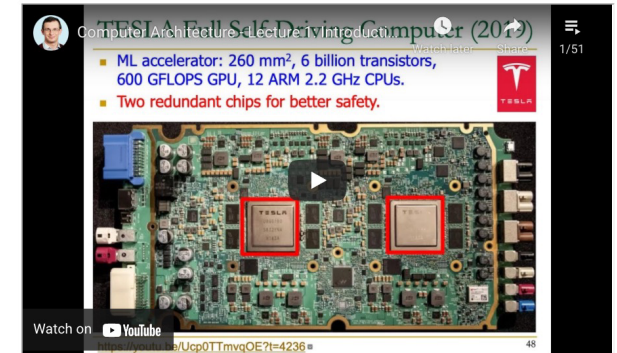 Computer Architecture - Lecture 1: Introducti...
TESLA Full Self-Driving Computer (2019)
Watch later
Share
1/51
ML accelerator: 260 mm², 6 billion transistors,
600 GFLOPS GPU, 12 ARM 2.2 GHz CPUs.
Two redundant chips for better safety.
TESLA
TESLA
TESLA
Watch on YouTube
https://youtu.be/Ucp0TTmvqOE?t=4236
48